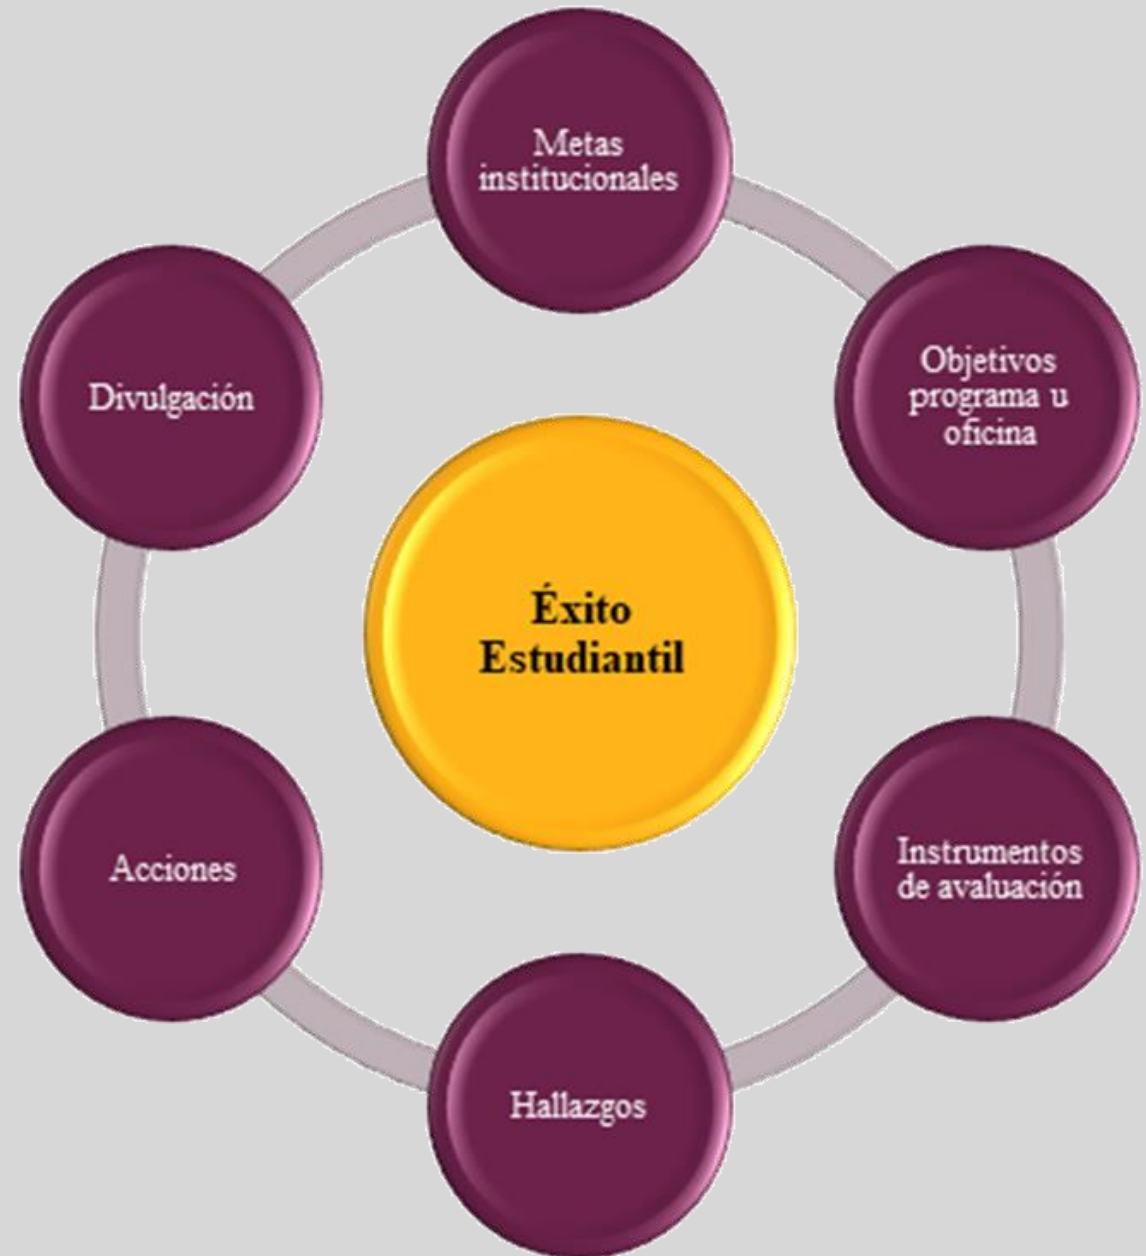 Metas
institucionales
Objetivos
programa u
oficina
Instrumentos
de avaluación
Hallazgos
Acciones
Divulgación
Éxito
Estudiantil